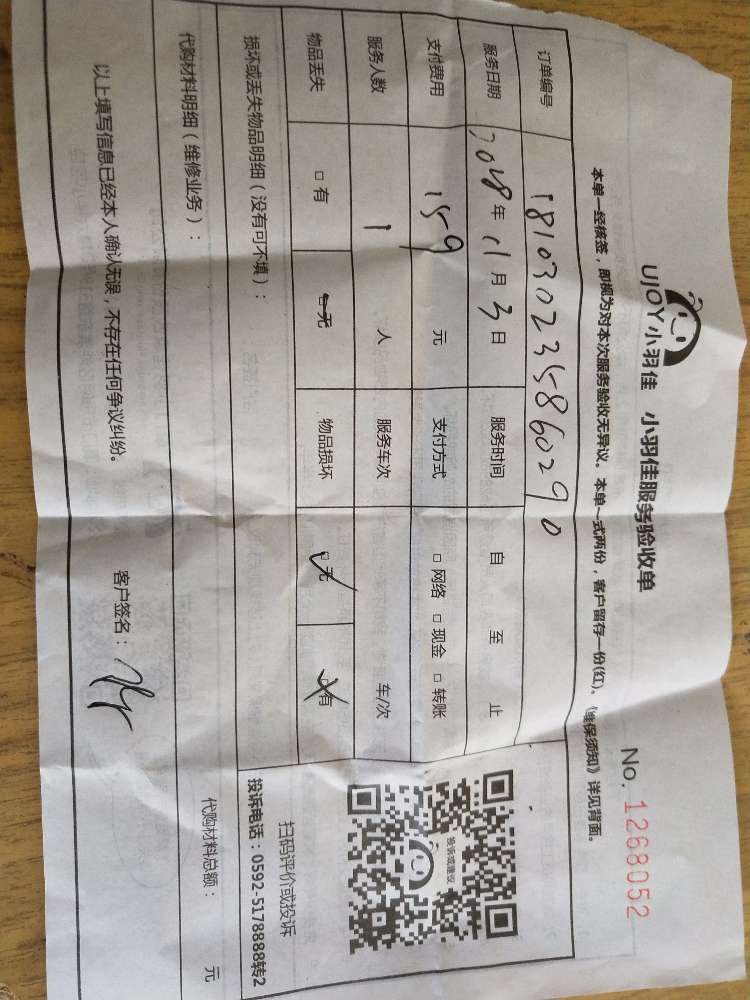 UJOY小羽佳 小羽佳服务验收单
No. 1268052
本单一经核签，即视为对本次服务验收无异议。本单一式两份，客户留存一份(红)、《维保须知》详见背面。
订单编号 181030235860290
服务日期 2018年 11月 3日 服务时间 自 至 止
支付费用 159 元 支付方式 □ 网络 □ 现金 □ 转账
服务人数 1 人 服务车次 车/次
物品丢失 □ 有 □ 无 物品损坏 □ 无 □ 有
损坏或丢失物品明细（没有可不填）：
投诉或建议
扫码评价或投诉
投诉电话：0592-5178888转2
代购材料明细（维修业务）：
代购材料总额： 元
以上填写信息已经本人确认无误，不存在任何争议纠纷。
客户签名：